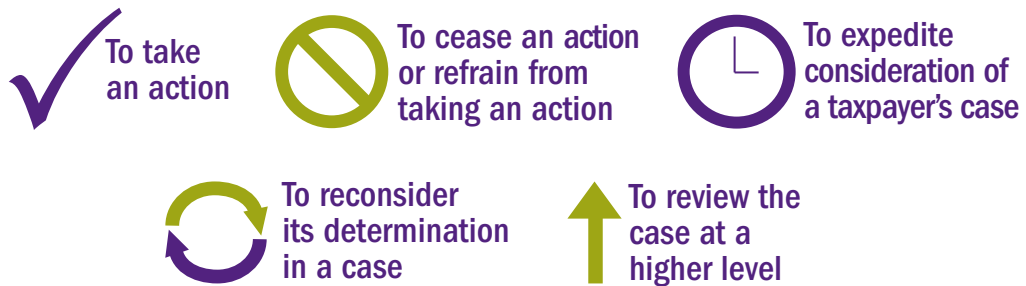 To take
an action
To cease an action
or refrain from
taking an action
To expedite
consideration of
a taxpayer's case
To reconsider
its determination
in a case
To review the
case at a
higher level